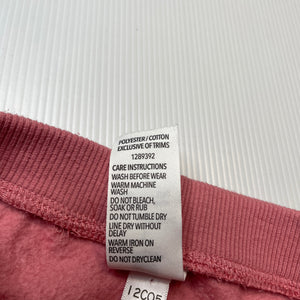 POLYESTER / COTTON
EXCLUSIVE OF TRIMS
1289392
CARE INSTRUCTIONS
WASH BEFORE WEAR
WARM MACHINE
WASH
DO NOT BLEACH,
SOAK OR RUB
DO NOT TUMBLE DRY
LINE DRY WITHOUT
DELAY
WARM IRON ON
REVERSE
DO NOT DRYCLEAN